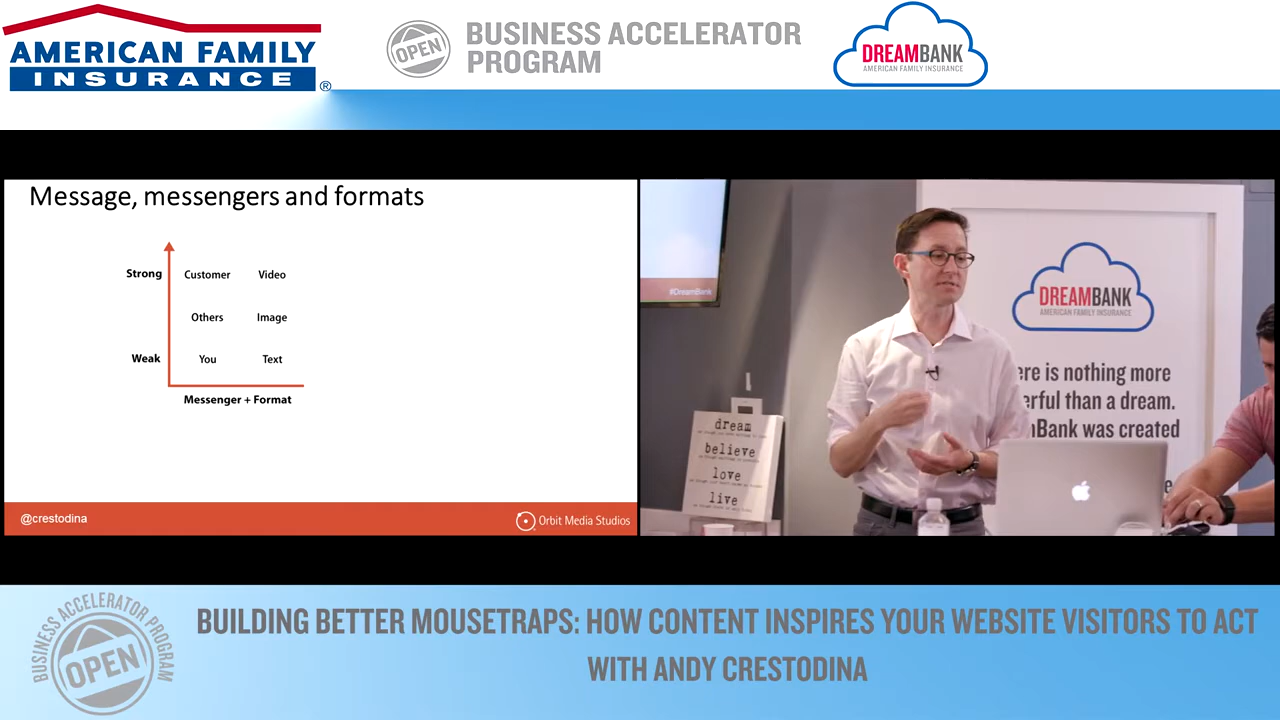 AMERICAN FAMILY
INSURANCE ®
OPEN
BUSINESS ACCELERATOR
PROGRAM
DREAMBANK
AMERICAN FAMILY INSURANCE
Message, messengers and formats
Strong Customer Video
Others Image
Weak You Text
Messenger + Format
@crestodina
Orbit Media Studios
#DreamBank
DREAMBANK
AMERICAN FAMILY INSURANCE
ere is nothing more
erful than a dream.
mBank was created
dream
believe
love
live
BUSINESS ACCELERATOR PROGRAM
OPEN
BUILDING BETTER MOUSETRAPS: HOW CONTENT INSPIRES YOUR WEBSITE VISITORS TO ACT
WITH ANDY CRESTODINA